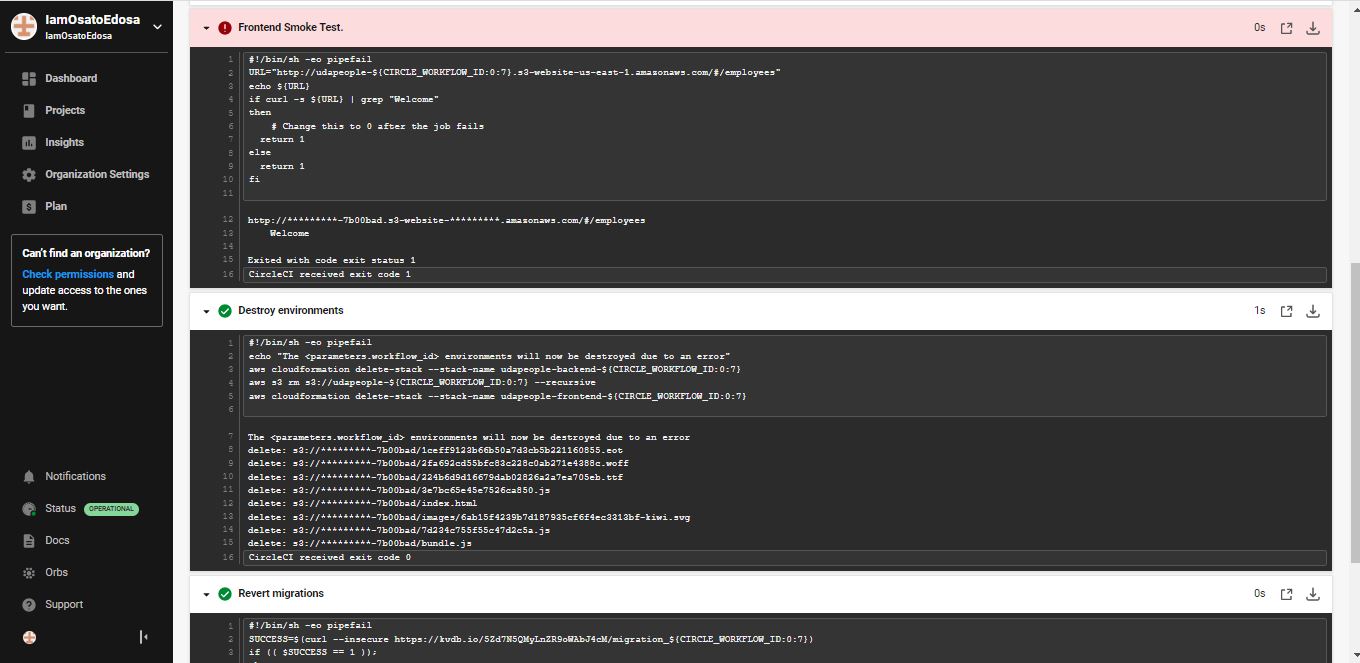 IamOsatoEdosa
IamOsatoEdosa
Dashboard
Projects
Insights
Organization Settings
$ Plan
Can't find an organization?
Check permissions and
update access to the ones
you want.
Notifications
Status OPERATIONAL
Docs
Orbs
? Support
! Frontend Smoke Test. 0s
1 #!/bin/sh -eo pipefail
2 URL="http://udapeople-${CIRCLE_WORKFLOW_ID:0:7}.s3-website-us-east-1.amazonaws.com/#/employees"
3 echo ${URL}
4 if curl -s ${URL} | grep "Welcome"
5 then
6 # Change this to 0 after the job fails
7 return 1
8 else
9 return 1
10 fi
11
12 http://*********-7b00bad.s3-website-*********.amazonaws.com/#/employees
13 Welcome
14
15 Exited with code exit status 1
16 CircleCI received exit code 1
Destroy environments 1s
1 #!/bin/sh -eo pipefail
2 echo "The <parameters.workflow_id> environments will now be destroyed due to an error"
3 aws cloudformation delete-stack --stack-name udapeople-backend-${CIRCLE_WORKFLOW_ID:0:7}
4 aws s3 rm s3://udapeople-${CIRCLE_WORKFLOW_ID:0:7} --recursive
5 aws cloudformation delete-stack --stack-name udapeople-frontend-${CIRCLE_WORKFLOW_ID:0:7}
6
7 The <parameters.workflow_id> environments will now be destroyed due to an error
8 delete: s3://*********-7b00bad/1ceff9123b66b50a7d3cb5b221160855.eot
9 delete: s3://*********-7b00bad/2fa692cd55bfc83c228c0ab271e4388c.woff
10 delete: s3://*********-7b00bad/224b6d9d16679dab02826a2a7ea705eb.ttf
11 delete: s3://*********-7b00bad/3e7bc65e45e7526ca850.js
12 delete: s3://*********-7b00bad/index.html
13 delete: s3://*********-7b00bad/images/6ab15f4239b7d187935cf6f4ec3313bf-kiwi.svg
14 delete: s3://*********-7b00bad/7d234c755f55c47d2c5a.js
15 delete: s3://*********-7b00bad/bundle.js
16 CircleCI received exit code 0
Revert migrations 0s
1 #!/bin/sh -eo pipefail
2 SUCCESS=$(curl --insecure https://kvdb.io/5Zd7N5QMyLnZR9oWAbJ4cM/migration_${CIRCLE_WORKFLOW_ID:0:7})
3 if (( $SUCCESS == 1 ));